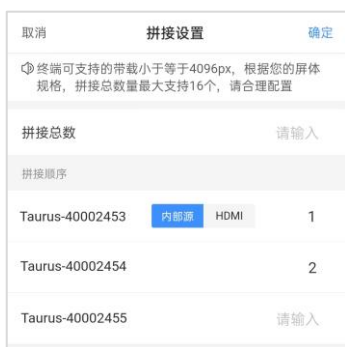 取消 拼接设置 确定
终端可支持的带载小于等于4096px，根据您的屏体
规格，拼接总数量最大支持16个，请合理配置
拼接总数 请输入
拼接顺序
Taurus-40002453 内部源 HDMI 1
Taurus-40002454 2
Taurus-40002455 请输入